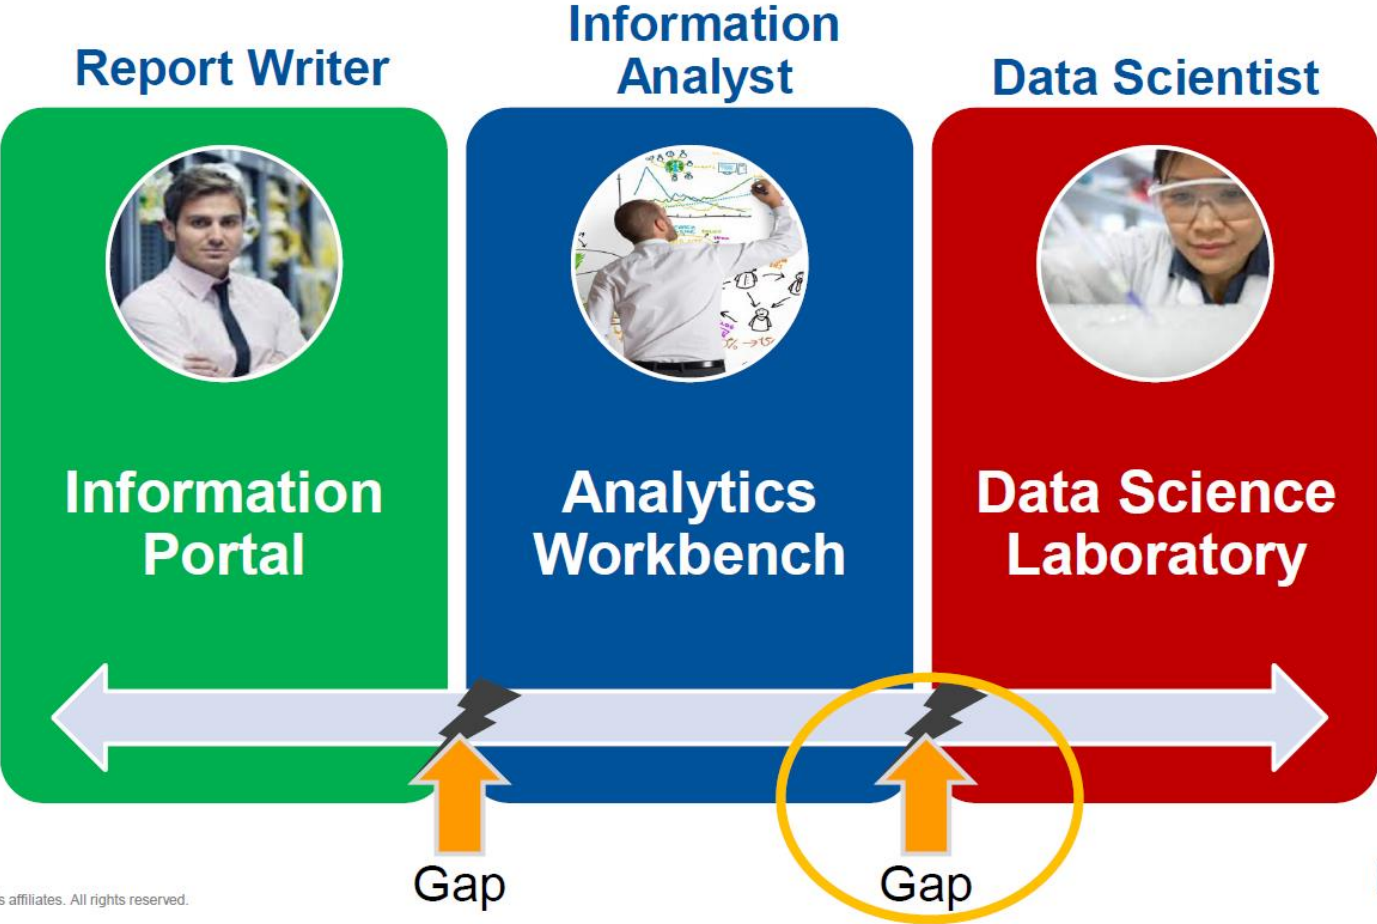 Report Writer
Information
Analyst
Data Scientist
Information
Portal
Analytics
Workbench
Data Science
Laboratory
Gap
Gap
s affiliates. All rights reserved.